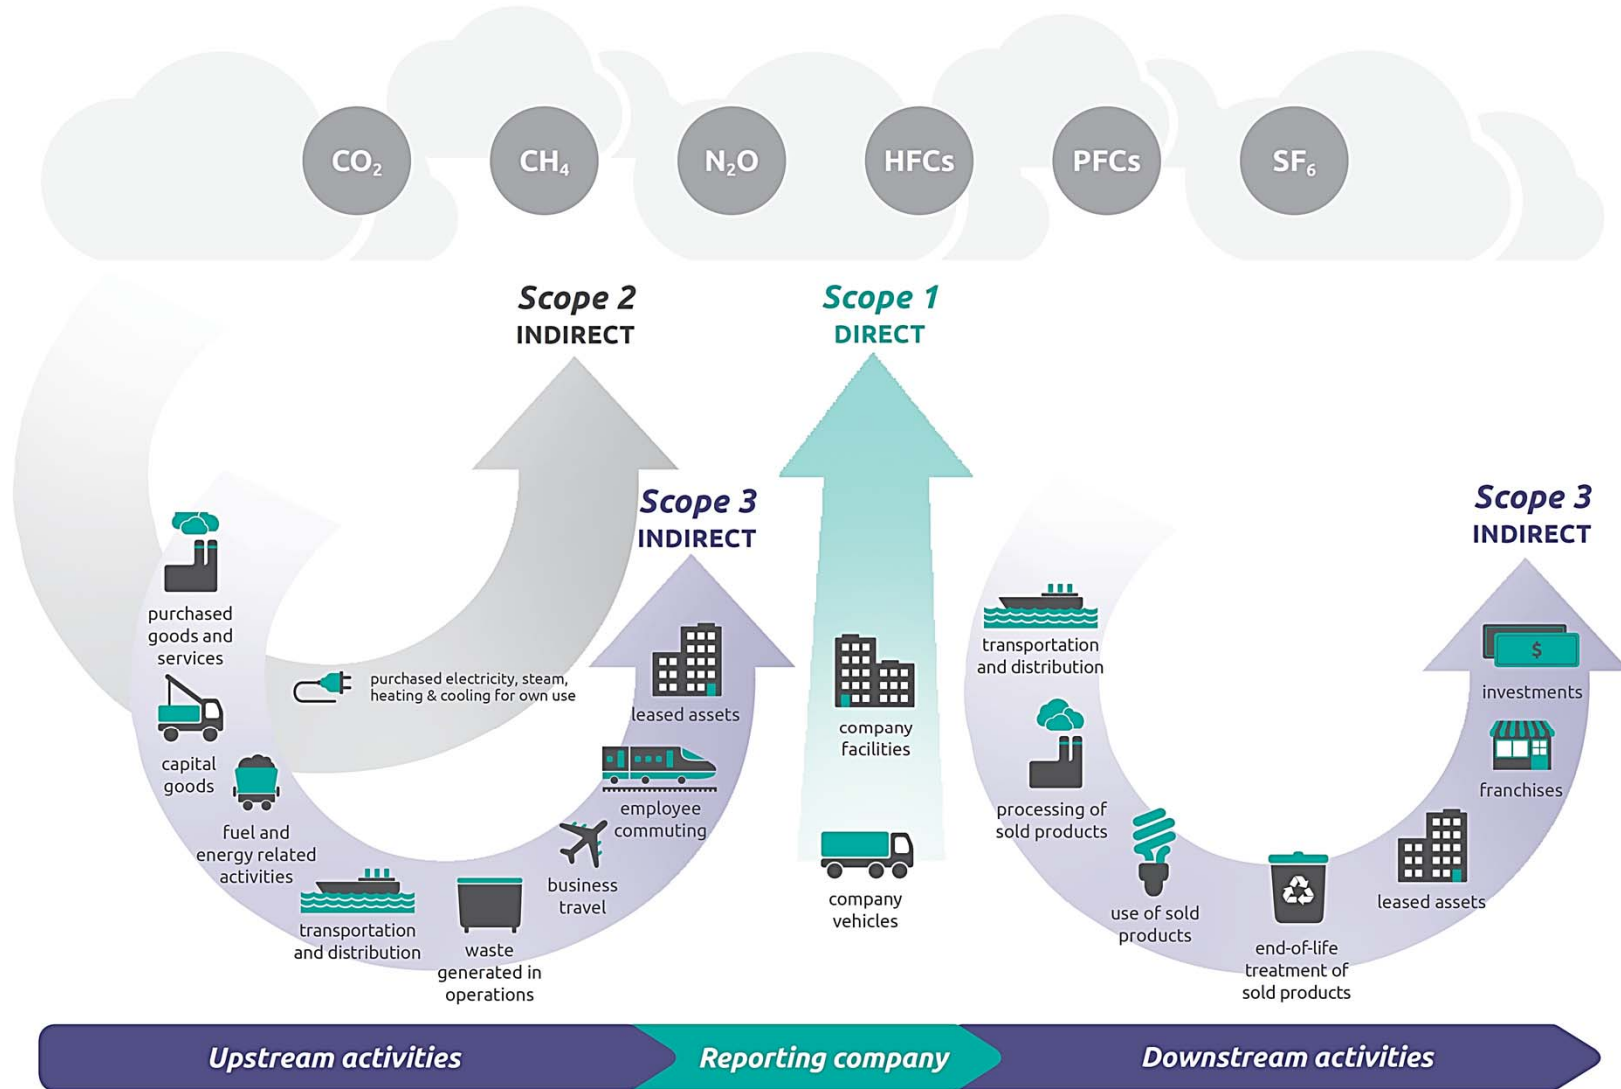 CO₂
CH₄
N₂O
HFCs
PFCs
SF₆
Scope 2
INDIRECT
Scope 1
DIRECT
Scope 3
INDIRECT
Scope 3
INDIRECT
purchased
goods and
services
capital
goods
fuel and
energy related
activities
purchased electricity, steam,
heating & cooling for own use
transportation
and distribution
waste
generated in
operations
business
travel
employee
commuting
leased assets
company
facilities
company
vehicles
transportation
and distribution
processing of
sold products
use of sold
products
end-of-life
treatment of
sold products
leased assets
franchises
$
investments
Upstream activities
Reporting company
Downstream activities